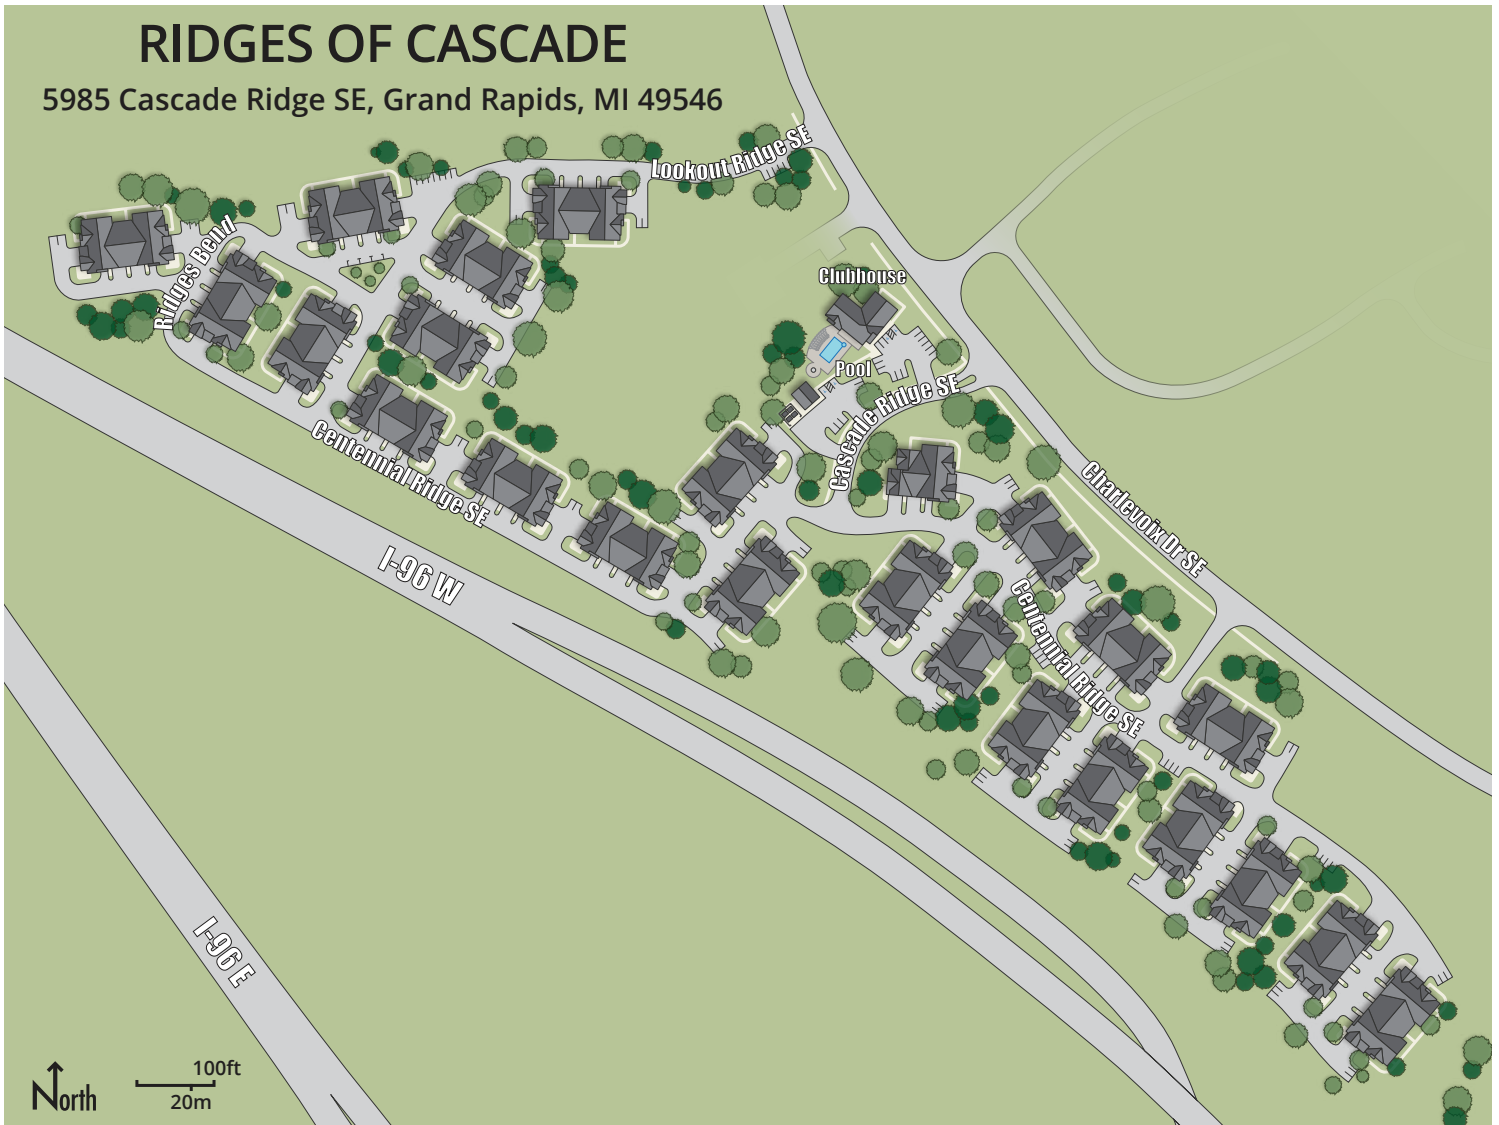 RIDGES OF CASCADE
5985 Cascade Ridge SE, Grand Rapids, MI 49546
Lookout Ridge SE
Ridges Bend
Clubhouse
Pool
Cascade Ridge SE
Centennial Ridge SE
Charlevoix Dr SE
I-96 W
Centennial Ridge SE
I-96 E
North
100ft
20m